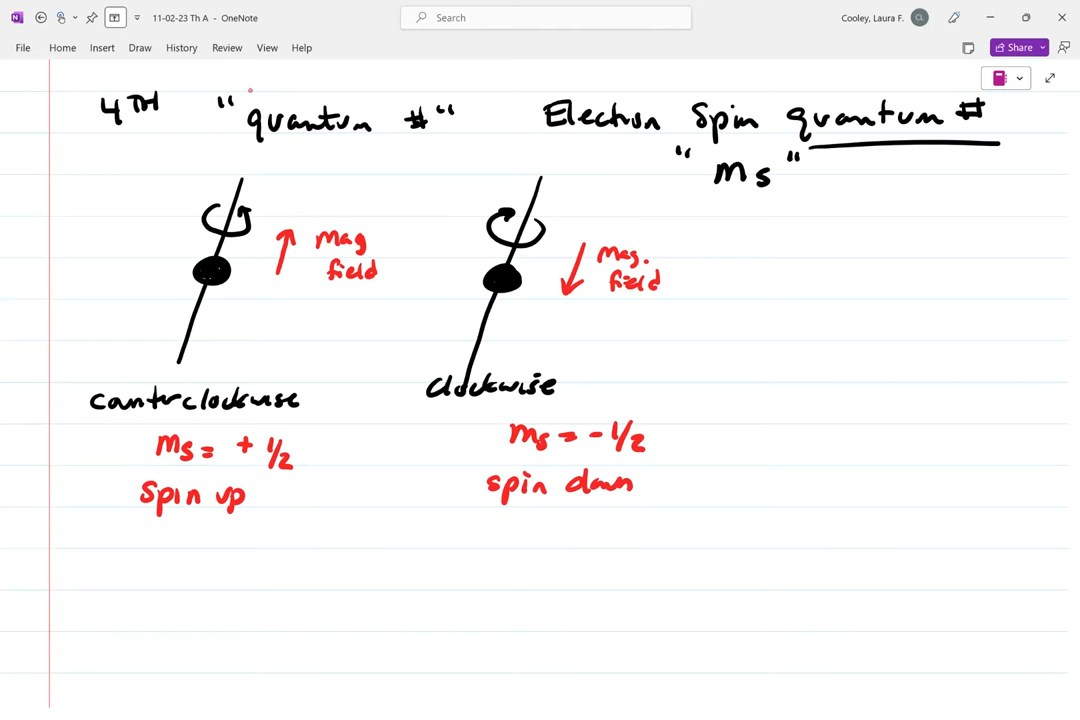 11-02-23 Th A - OneNote
Search
Cooley, Laura F.
CL
File Home Insert Draw History Review View Help
Share
4TH "quantum #" Electron Spin quantum #
"ms"
Mag field
Mag. field
counterclockwise
clockwise
ms = + 1/2
ms = - 1/2
spin up
spin down